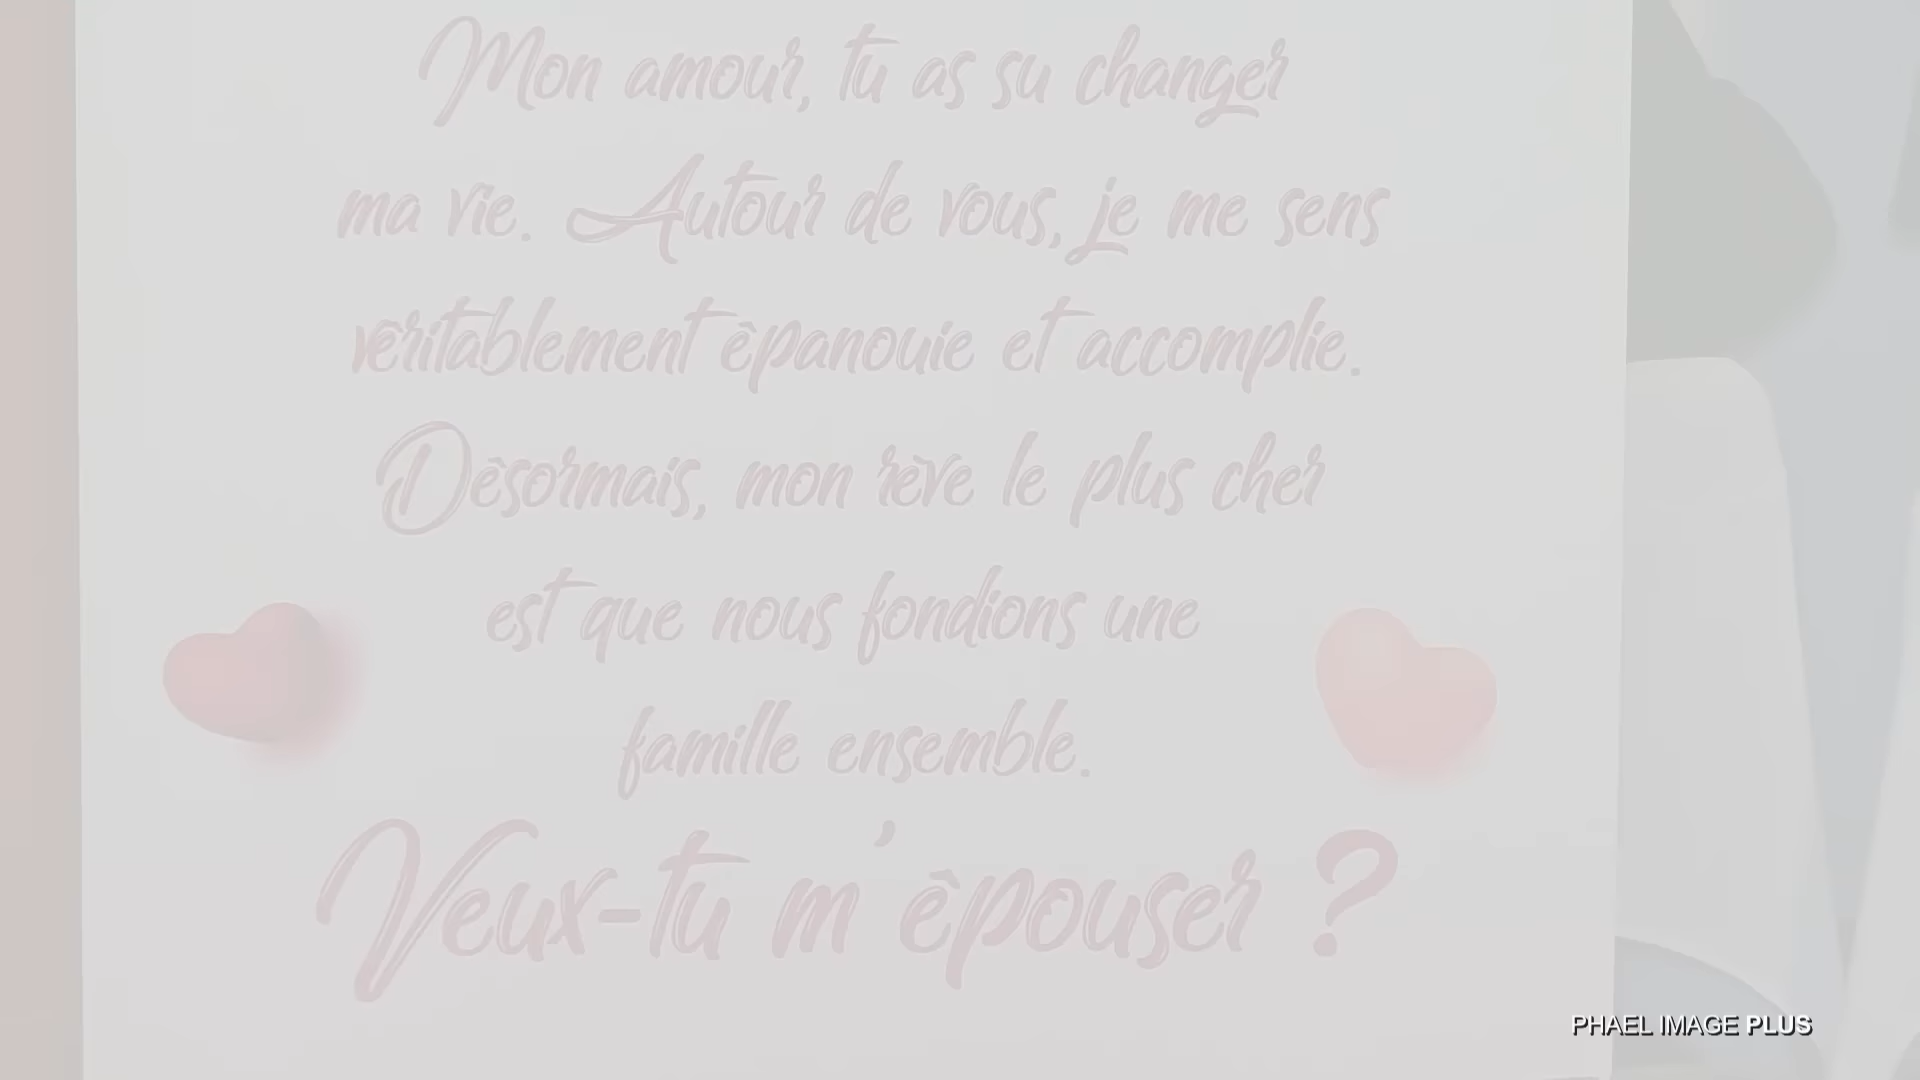 Mon amour, tu as su changer
ma vie. Autour de vous, je me sens
véritablement épanouie et accomplie.
Désormais, mon rêve le plus cher
est que nous fondions une
famille ensemble.
Veux-tu m'épouser ?
PHAEL IMAGE PLUS